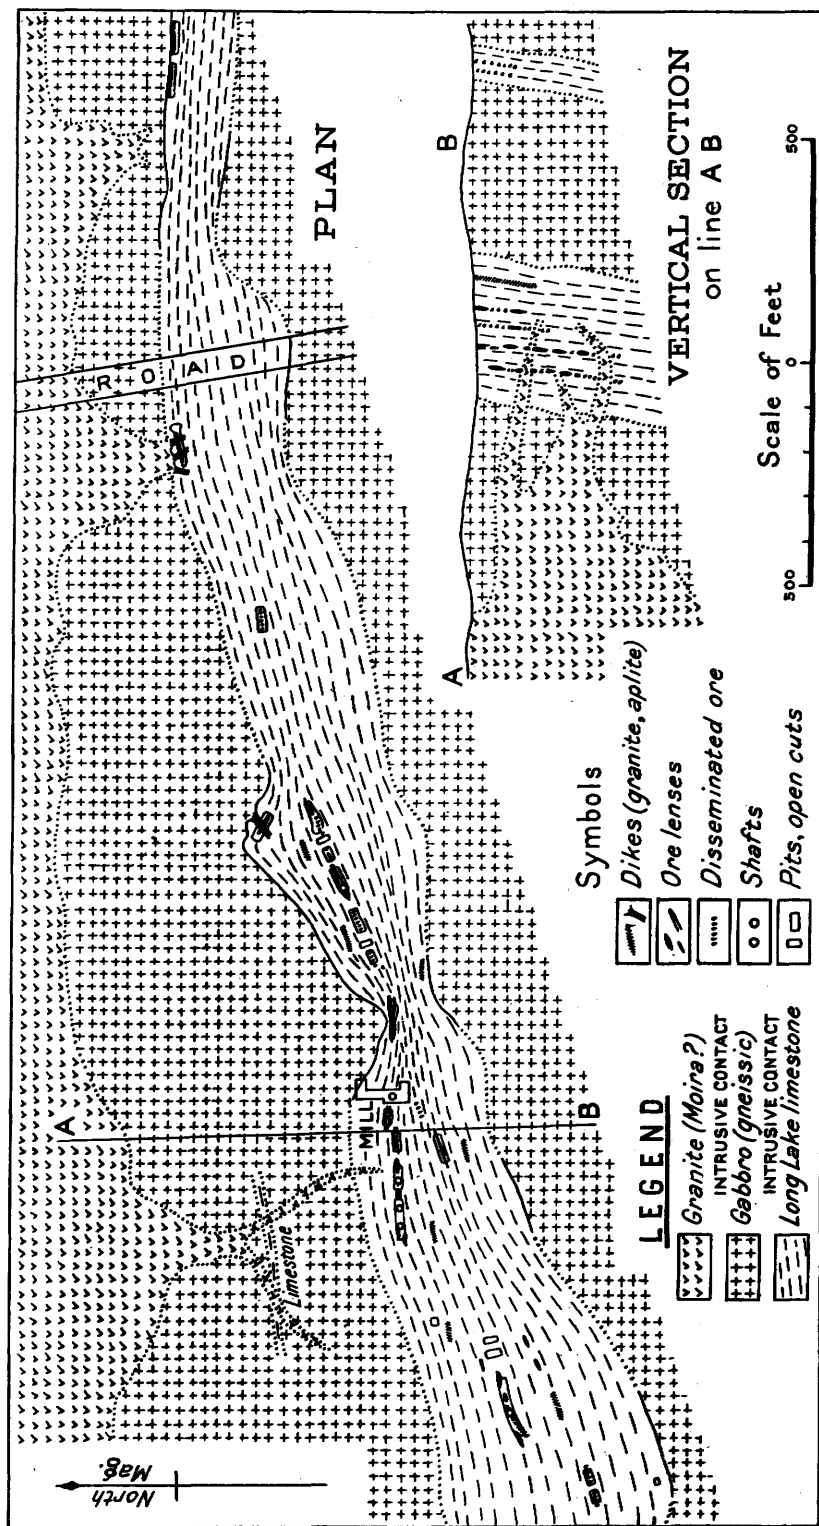 North
Mag.
A
MILL
B
Limestone
ROAD
PLAN
LEGEND
Granite (Moira?)
INTRUSIVE CONTACT
Gabbro (gneissic)
INTRUSIVE CONTACT
Long Lake limestone
Symbols
Dikes (granite, aplite)
Ore lenses
Disseminated ore
Shafts
Pits, open cuts
A
B
VERTICAL SECTION
on line A B
Scale of Feet
500
0
500